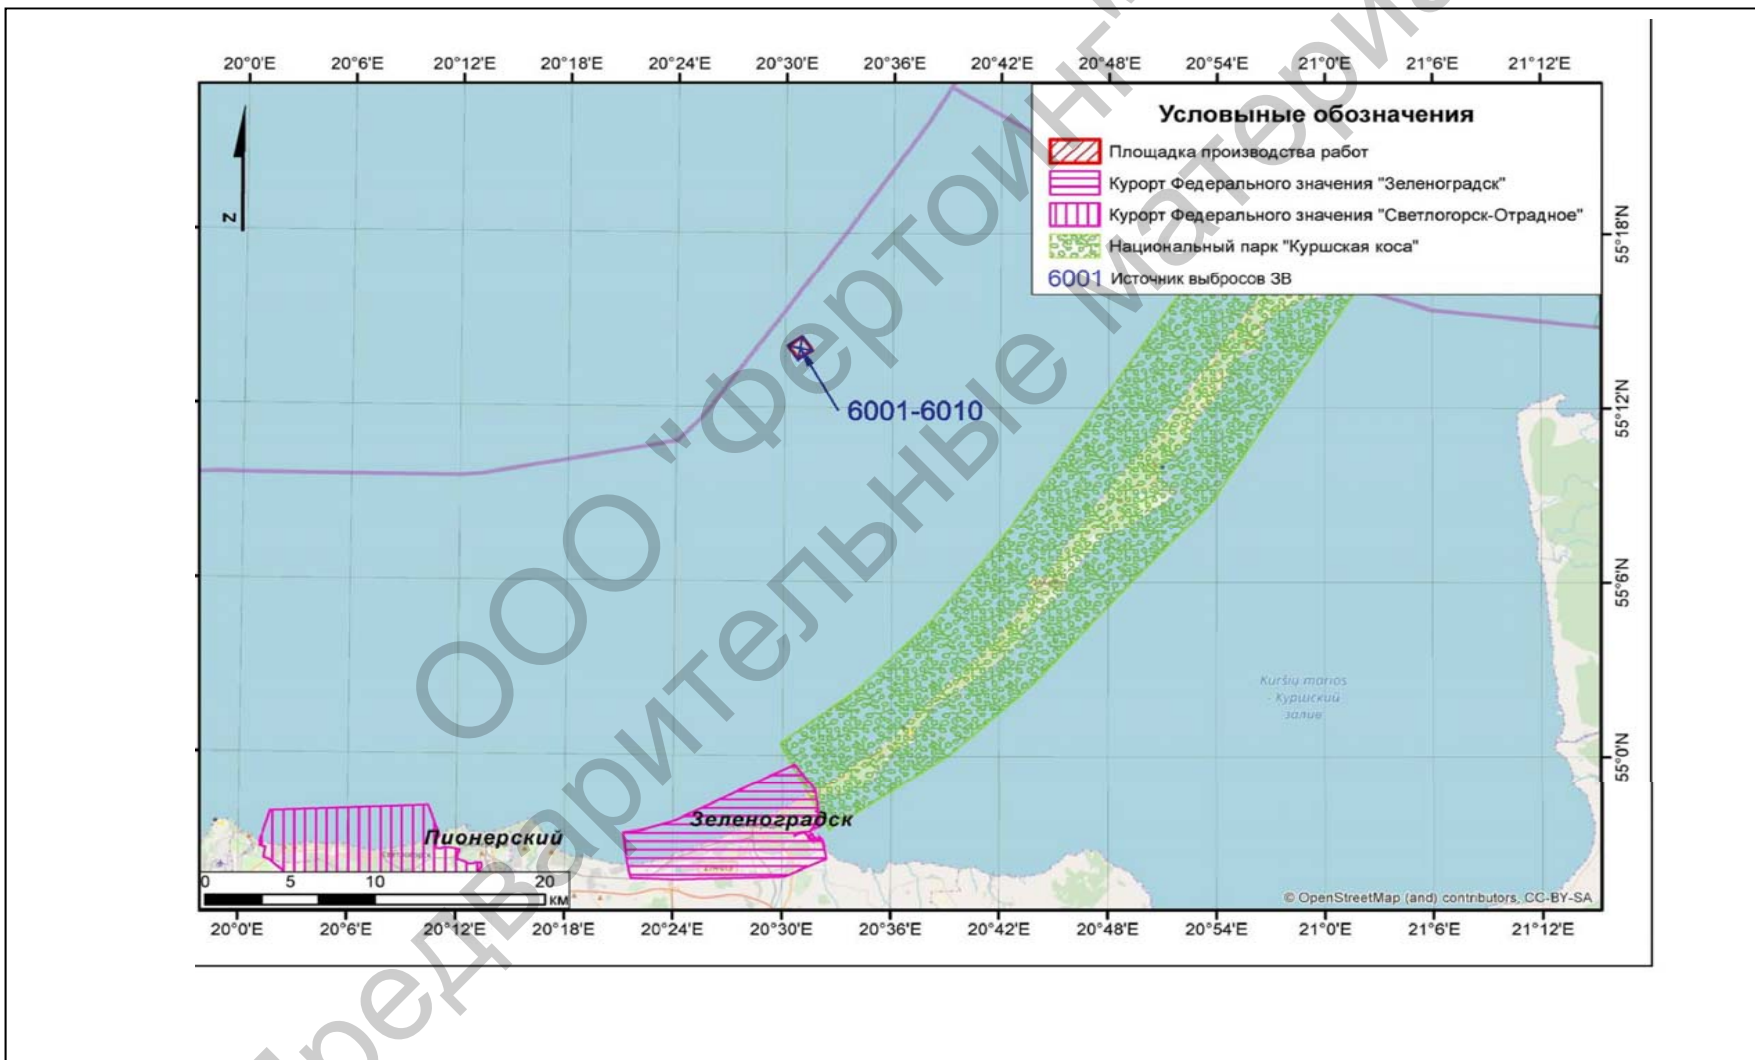 20°0'E 20°6'E 20°12'E 20°18'E 20°24'E 20°30'E 20°36'E 20°42'E 20°48'E 20°54'E 21°0'E 21°6'E 21°12'E
Условыные обозначения
Площадка производства работ
Курорт Федерального значения "Зеленоградск"
Курорт Федерального значения "Светлогорск-Отрадное"
Национальный парк "Куршская коса"
6001 Источник выбросов ЗВ
N
55°18'N
55°12'N
55°6'N
55°0'N
6001-6010
Kuršių marios
- Куршский
залив
Зеленоградск
Пионерский
0 5 10 20
КМ
© OpenStreetMap (and) contributors, CC-BY-SA
20°0'E 20°6'E 20°12'E 20°18'E 20°24'E 20°30'E 20°36'E 20°42'E 20°48'E 20°54'E 21°0'E 21°6'E 21°12'E
ООО "Фертоинг"